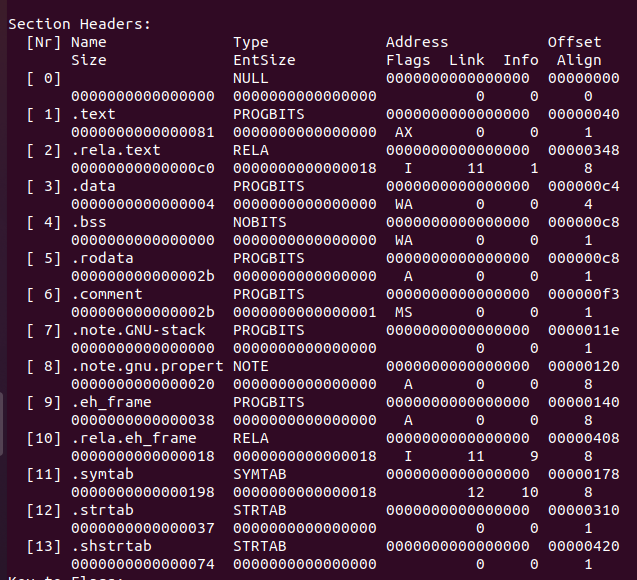 Section Headers:
[Nr] Name Type Address Offset
Size EntSize Flags Link Info Align
[ 0] NULL 0000000000000000 00000000
0000000000000000 0000000000000000 0 0 0
[ 1] .text PROGBITS 0000000000000000 00000040
0000000000000081 0000000000000000 AX 0 0 1
[ 2] .rela.text RELA 0000000000000000 00000348
00000000000000c0 0000000000000018 I 11 1 8
[ 3] .data PROGBITS 0000000000000000 000000c4
0000000000000004 0000000000000000 WA 0 0 4
[ 4] .bss NOBITS 0000000000000000 000000c8
0000000000000000 0000000000000000 WA 0 0 1
[ 5] .rodata PROGBITS 0000000000000000 000000c8
000000000000002b 0000000000000000 A 0 0 1
[ 6] .comment PROGBITS 0000000000000000 000000f3
000000000000002b 0000000000000001 MS 0 0 1
[ 7] .note.GNU-stack PROGBITS 0000000000000000 0000011e
0000000000000000 0000000000000000 0 0 1
[ 8] .note.gnu.propert NOTE 0000000000000000 00000120
0000000000000020 0000000000000000 A 0 0 8
[ 9] .eh_frame PROGBITS 0000000000000000 00000140
0000000000000038 0000000000000000 A 0 0 8
[10] .rela.eh_frame RELA 0000000000000000 00000408
0000000000000018 0000000000000018 I 11 9 8
[11] .symtab SYMTAB 0000000000000000 00000178
0000000000000198 0000000000000018 12 10 8
[12] .strtab STRTAB 0000000000000000 00000310
0000000000000037 0000000000000000 0 0 1
[13] .shstrtab STRTAB 0000000000000000 00000420
0000000000000074 0000000000000000 0 0 1
Key to Flags: